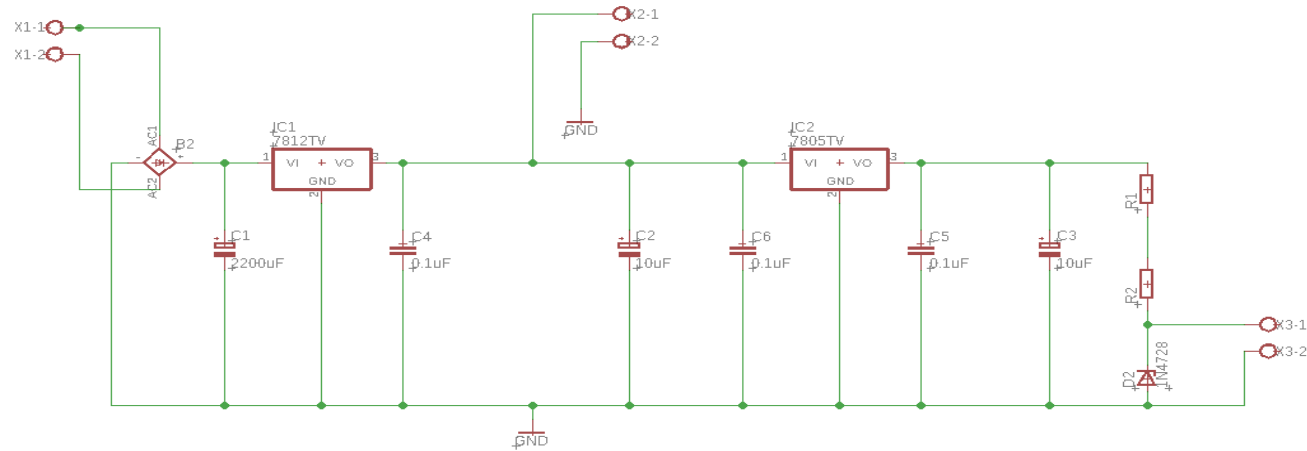 X1-1
X1-2
X2-1
X2-2
GND
AC1
B2
-
AC2
IC1
7812TV
1
VI
VO
3
GND
2
IC2
7805TV
1
VI
VO
3
GND
2
C1
2200uF
C4
0.1uF
C2
10uF
C6
0.1uF
C5
0.1uF
C3
10uF
R1
R2
X3-1
X3-2
D2
1N4728
GND